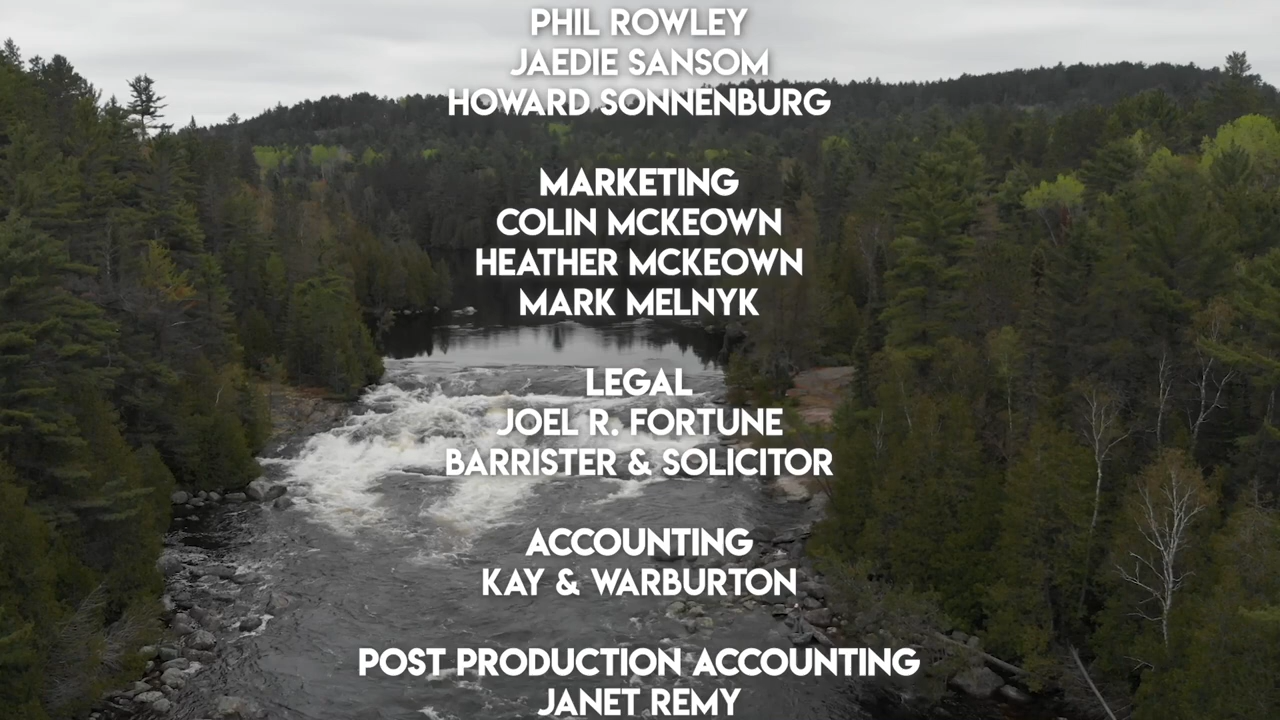 PHIL ROWLEY
JAEDIE SANSOM
HOWARD SONNENBURG
MARKETING
COLIN MCKEOWN
HEATHER MCKEOWN
MARK MELNYK
LEGAL
JOEL R. FORTUNE
BARRISTER & SOLICITOR
ACCOUNTING
KAY & WARBURTON
POST PRODUCTION ACCOUNTING
JANET REMY